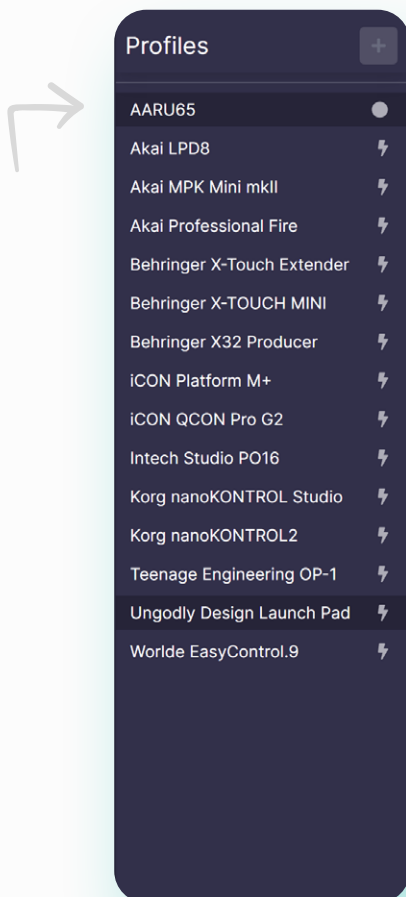 Profiles
AARU65
Akai LPD8
Akai MPK Mini mkII
Akai Professional Fire
Behringer X-Touch Extender
Behringer X-TOUCH MINI
Behringer X32 Producer
iCON Platform M+
iCON QCON Pro G2
Intech Studio PO16
Korg nanoKONTROL Studio
Korg nanoKONTROL2
Teenage Engineering OP-1
Ungodly Design Launch Pad
Worlde EasyControl.9